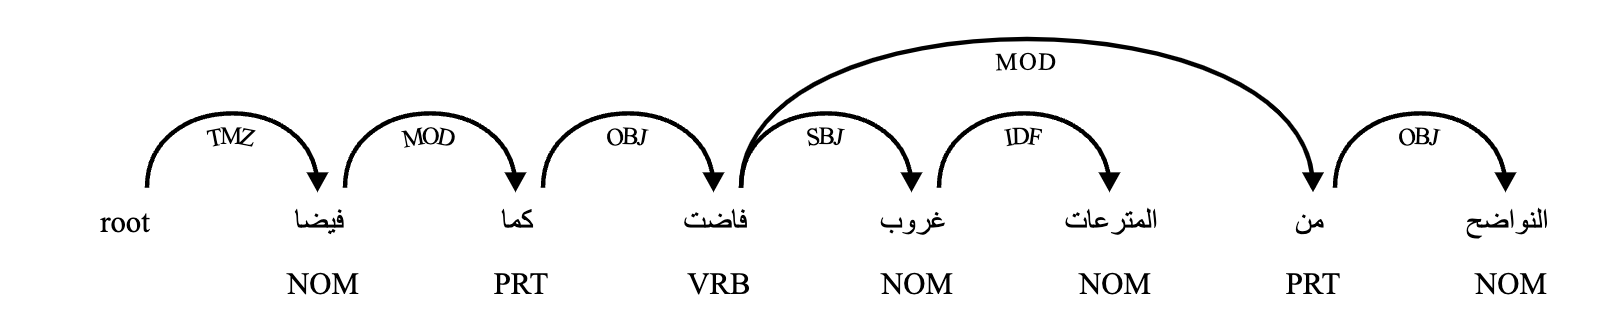 MOD
TMZ MOD OBJ SBJ IDF OBJ
root فيضا كما فاضت غروب المترعات من النواضح
NOM PRT VRB NOM NOM PRT NOM